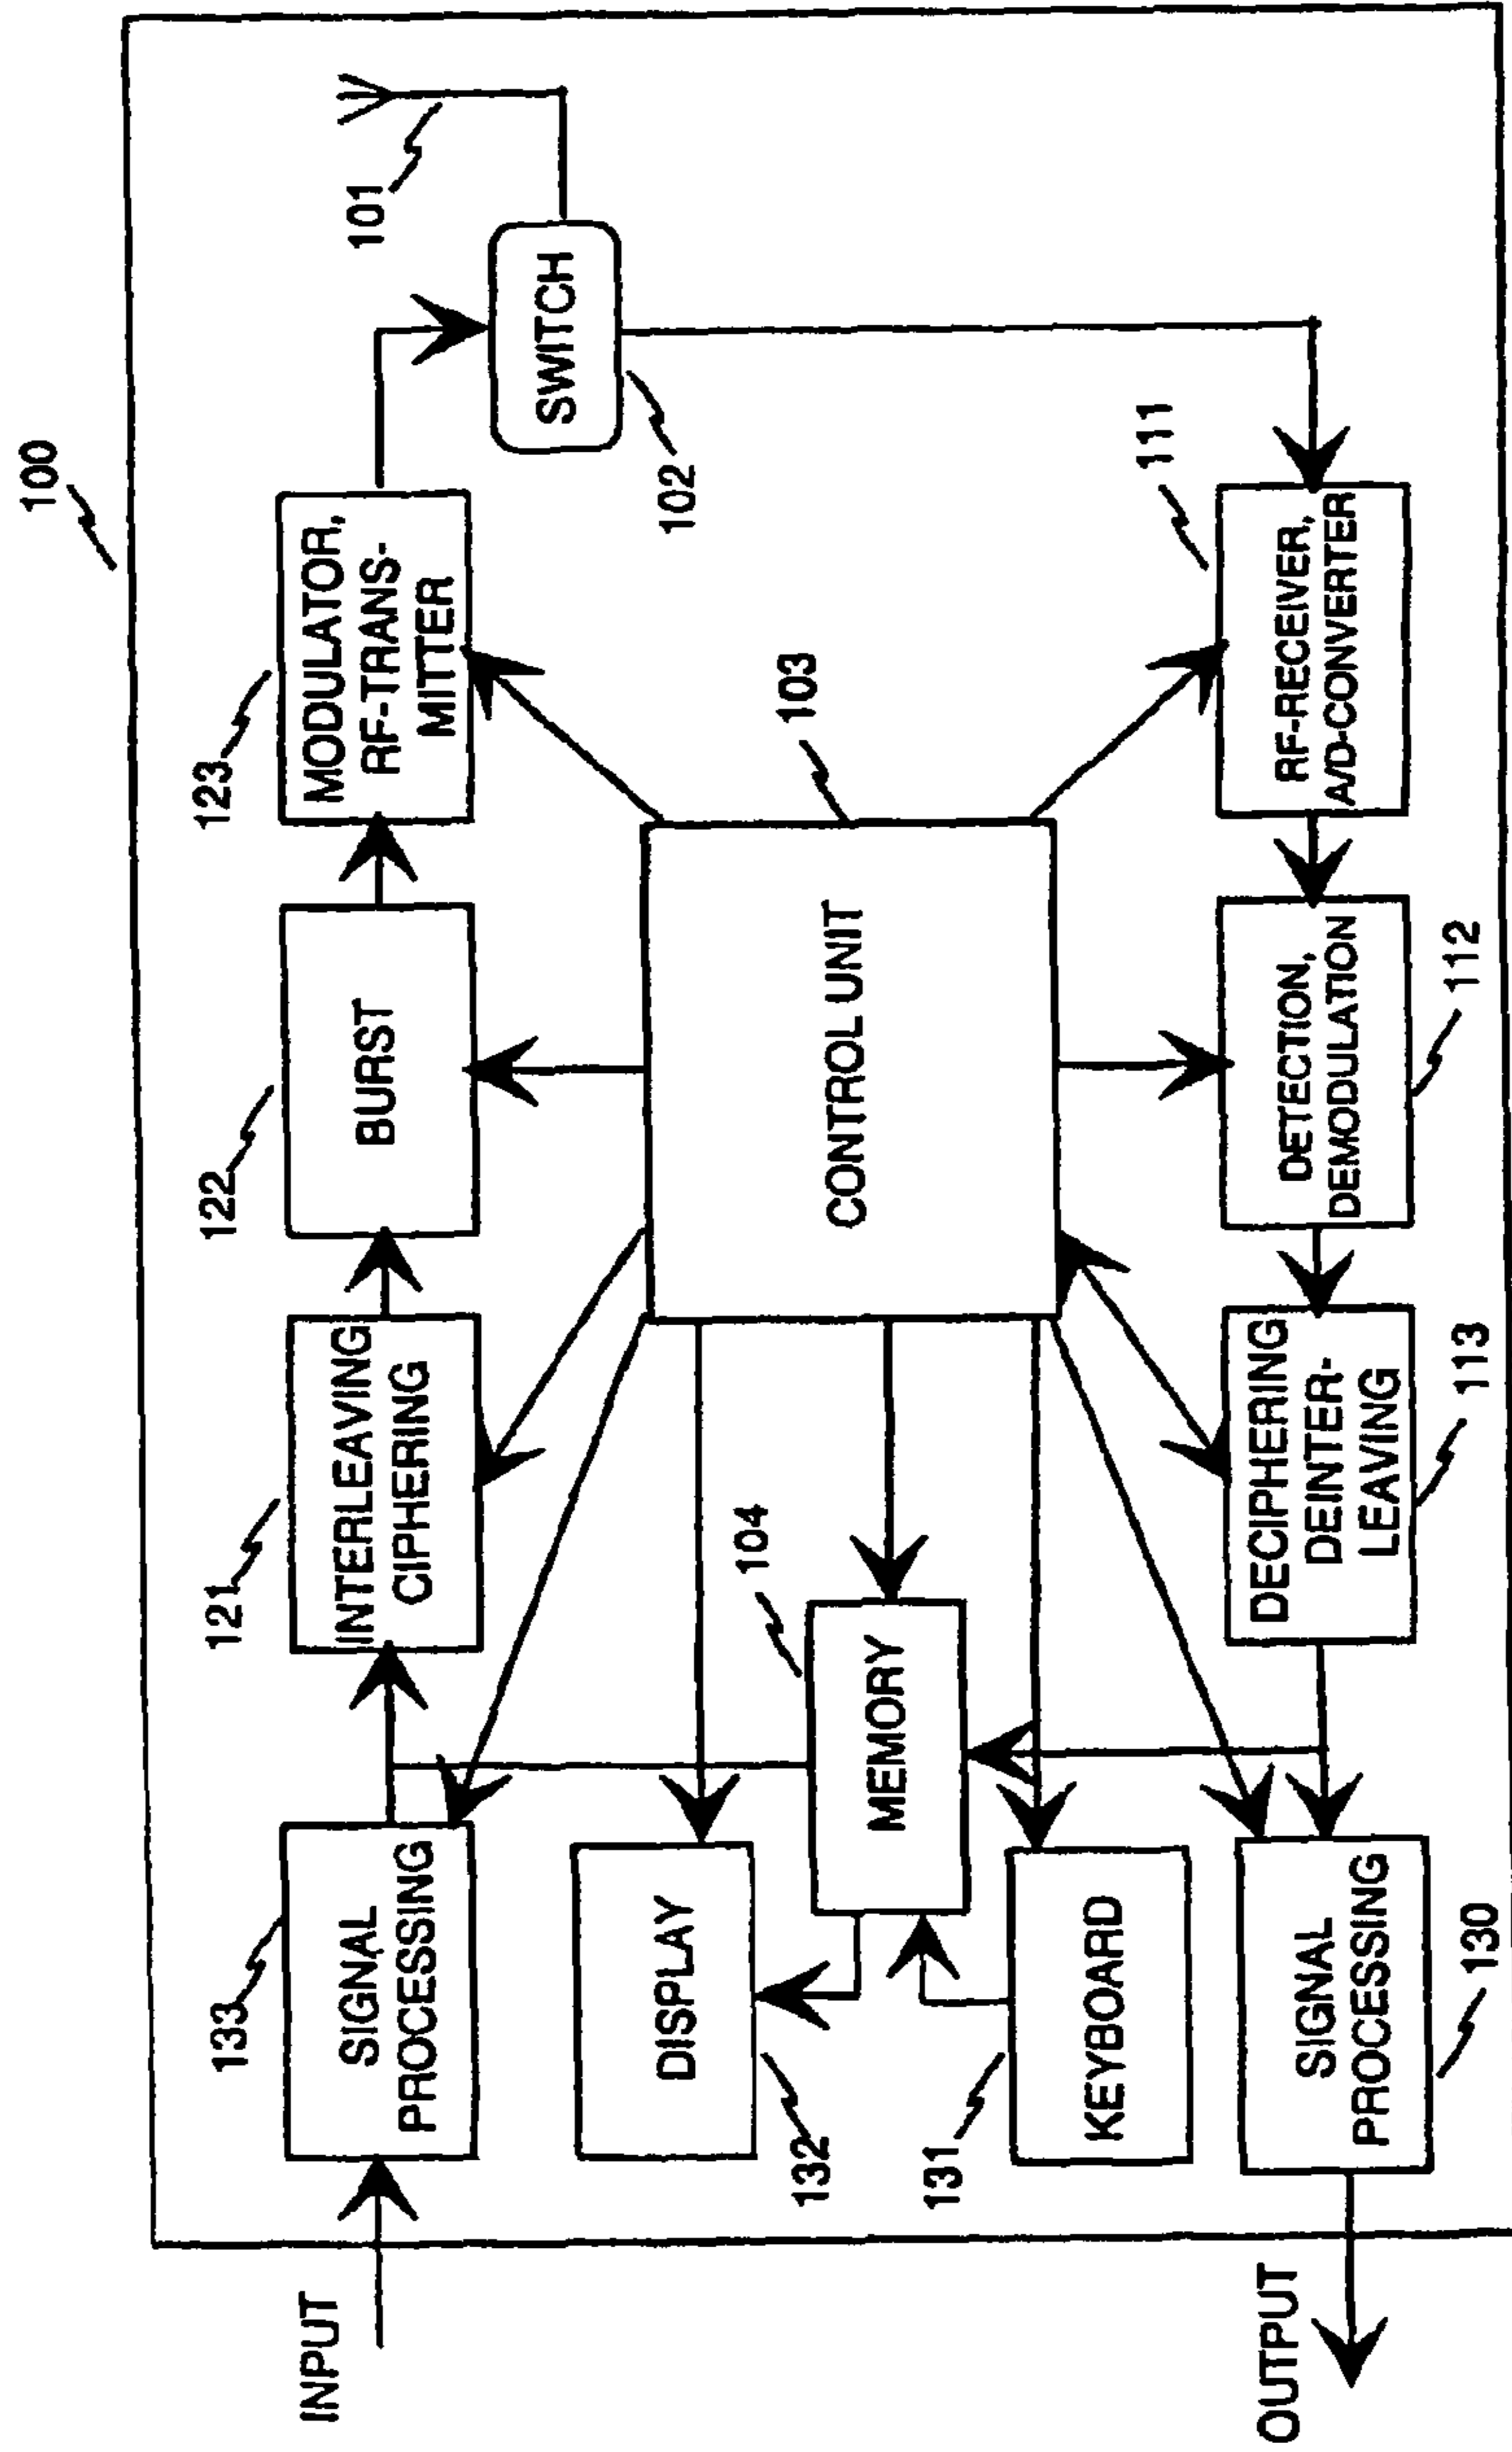 100
INPUT
133
SIGNAL
PROCESSING
121
INTERLEAVING
CIPHERING
122
BURST
123
MODULATOR,
RF-TRANS-
MITTER
101
SWITCH
102
132
DISPLAY
104
MEMORY
CONTROL UNIT
103
131
KEYBOARD
OUTPUT
SIGNAL
PROCESSING
130
DECIPHERING
DEINTER-
LEAVING
113
DETECTION,
DEMODULATION
112
RF-RECEIVER,
A/D-CONVERTER
111